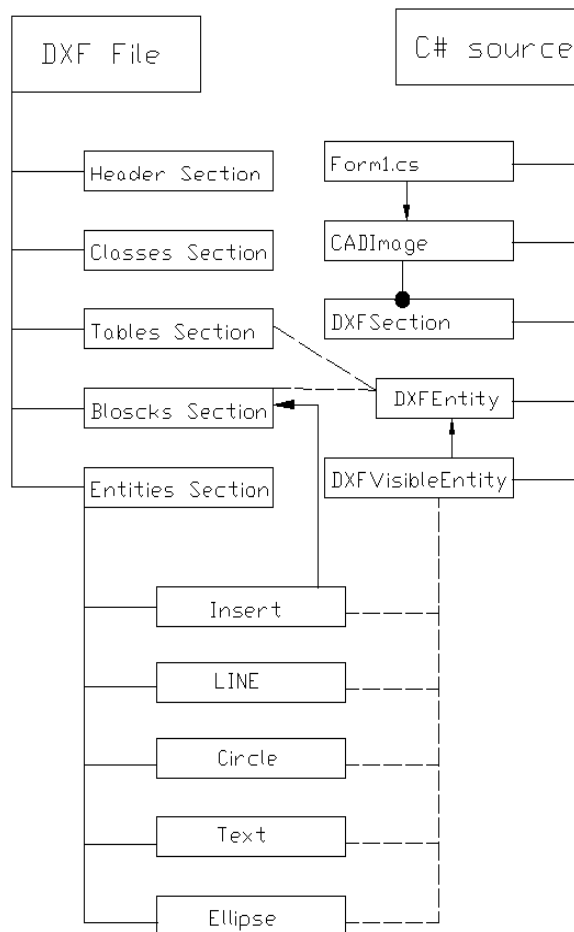 DXF File
C# source
Header Section
Form1.cs
Classes Section
CADImage
Tables Section
DXFSection
Bloscks Section
DXFEntity
Entities Section
DXFVisibleEntity
Insert
LINE
Circle
Text
Ellipse